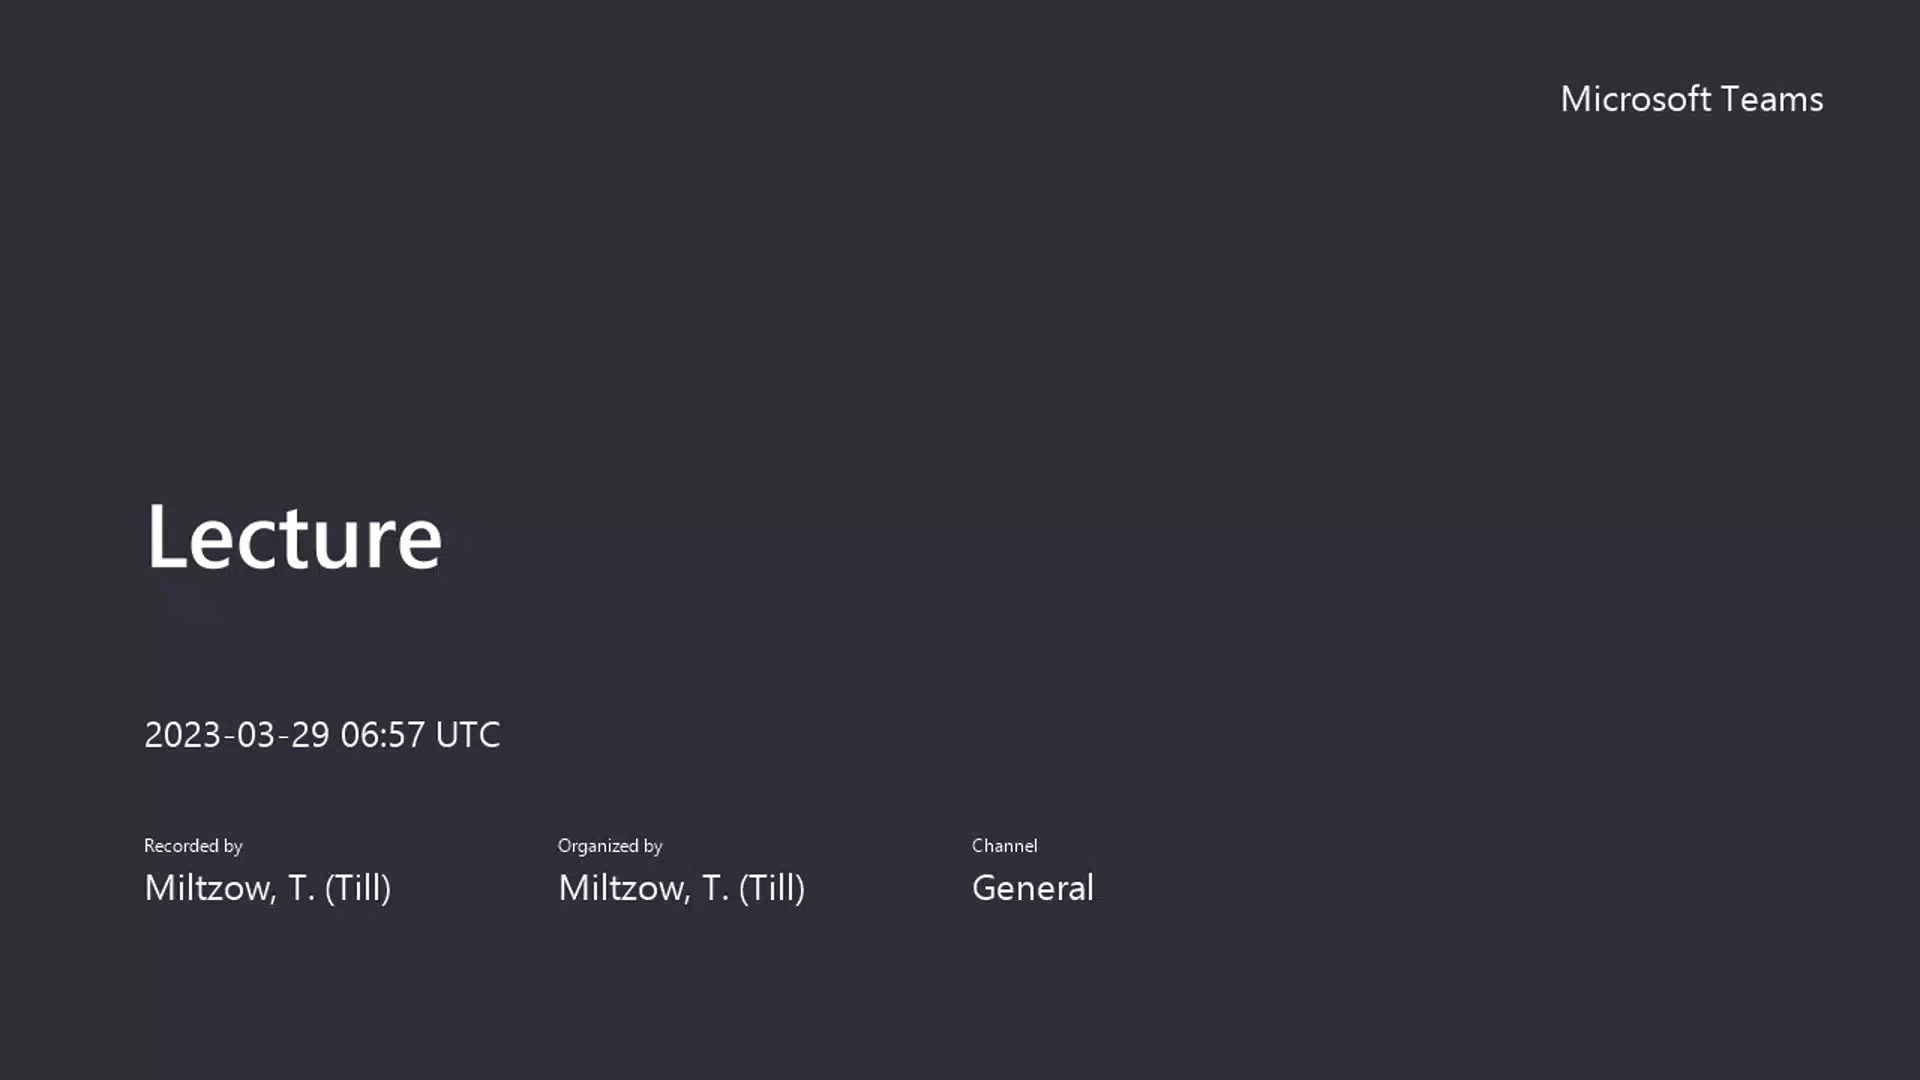 Microsoft Teams
Lecture
2023-03-29 06:57 UTC
Recorded by
Miltzow, T. (Till)
Organized by
Miltzow, T. (Till)
Channel
General